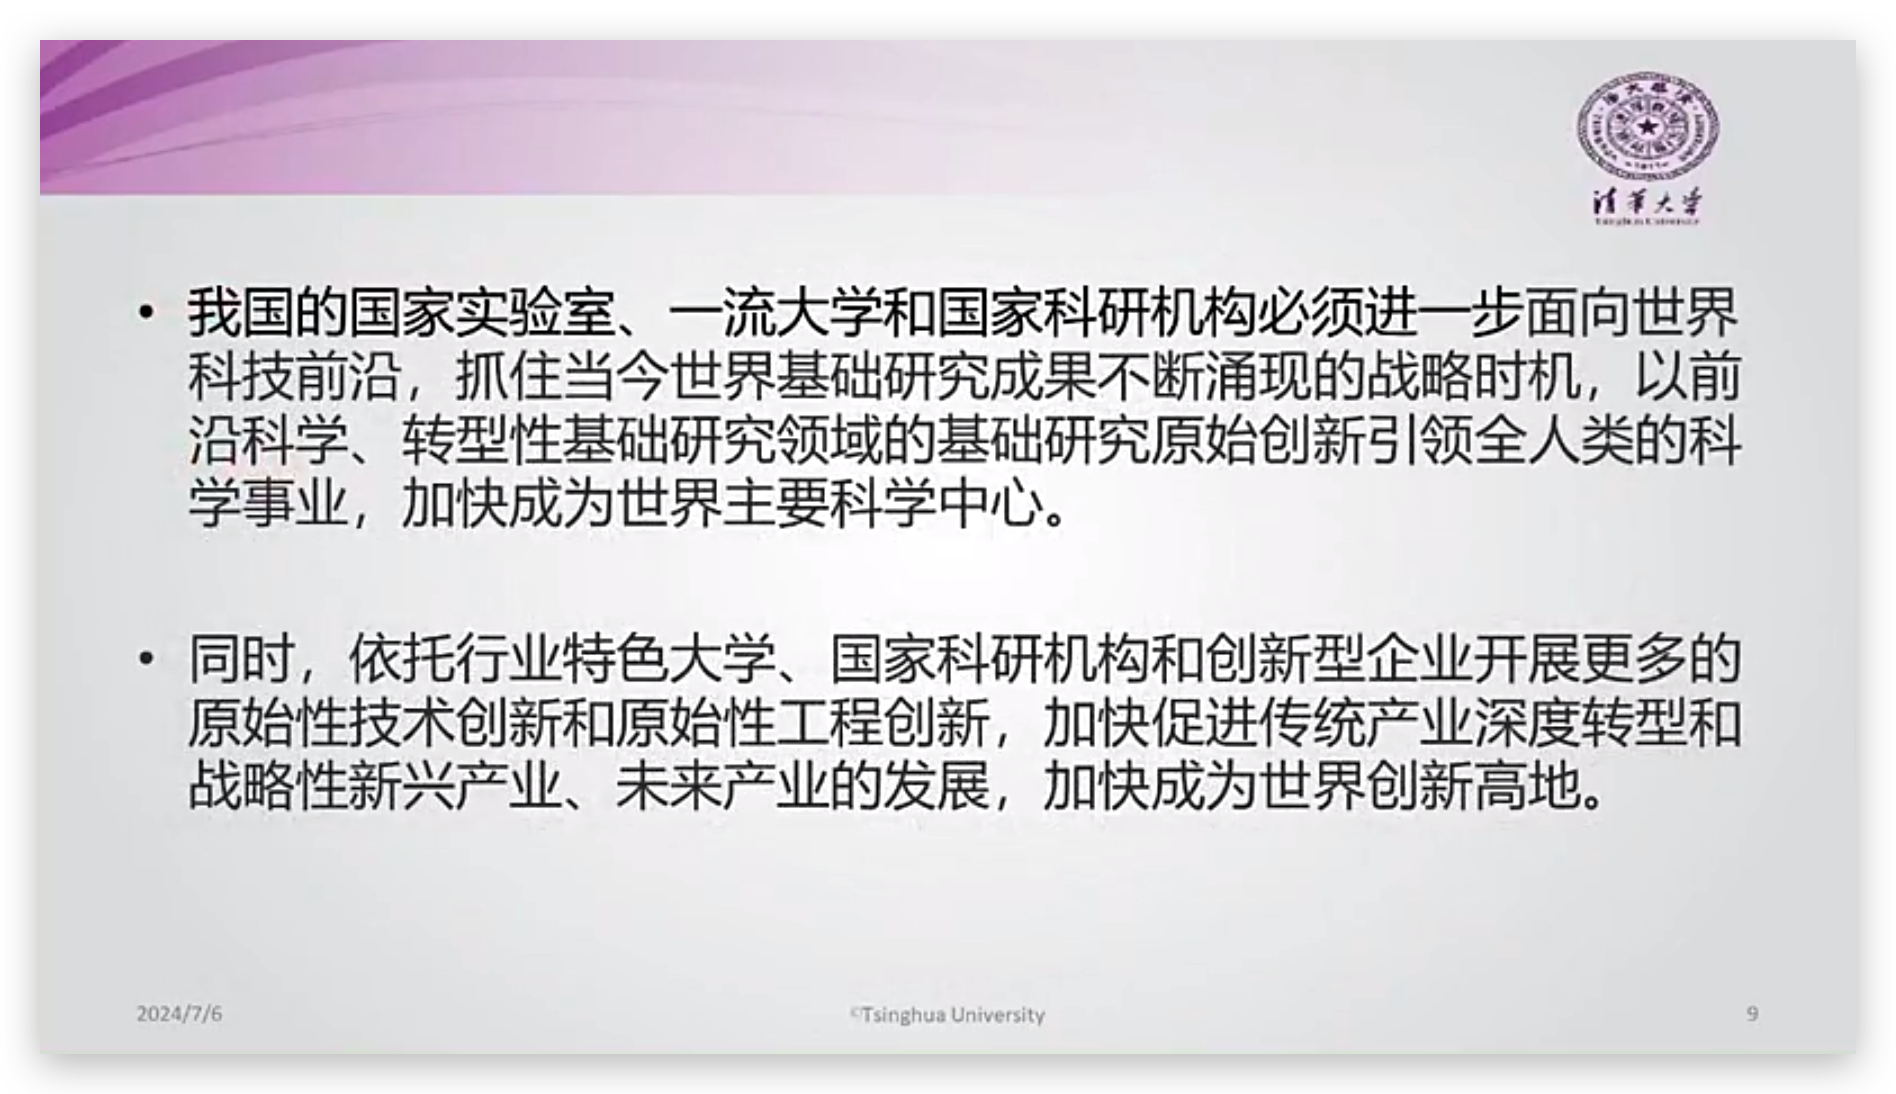 清华大学
Tsinghua University
• 我国的国家实验室、一流大学和国家科研机构必须进一步面向世界
科技前沿，抓住当今世界基础研究成果不断涌现的战略时机，以前
沿科学、转型性基础研究领域的基础研究原始创新引领全人类的科
学事业，加快成为世界主要科学中心。
• 同时，依托行业特色大学、国家科研机构和创新型企业开展更多的
原始性技术创新和原始性工程创新，加快促进传统产业深度转型和
战略性新兴产业、未来产业的发展，加快成为世界创新高地。
2024/7/6
©Tsinghua University
9